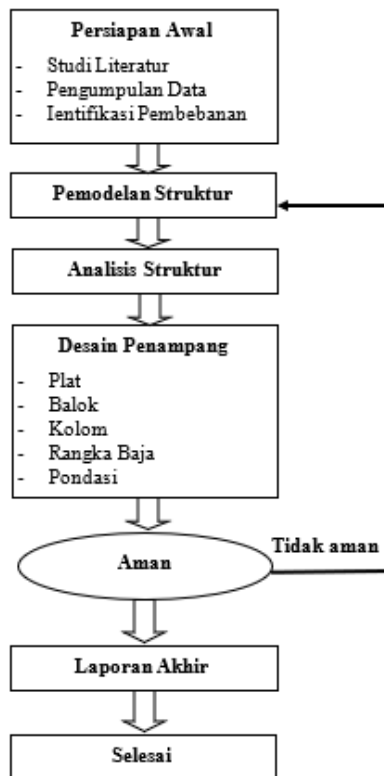 Persiapan Awal
- Studi Literatur
- Pengumpulan Data
- Ientifikasi Pembebanan
Pemodelan Struktur
Analisis Struktur
Desain Penampang
- Plat
- Balok
- Kolom
- Rangka Baja
- Pondasi
Aman
Tidak aman
Laporan Akhir
Selesai